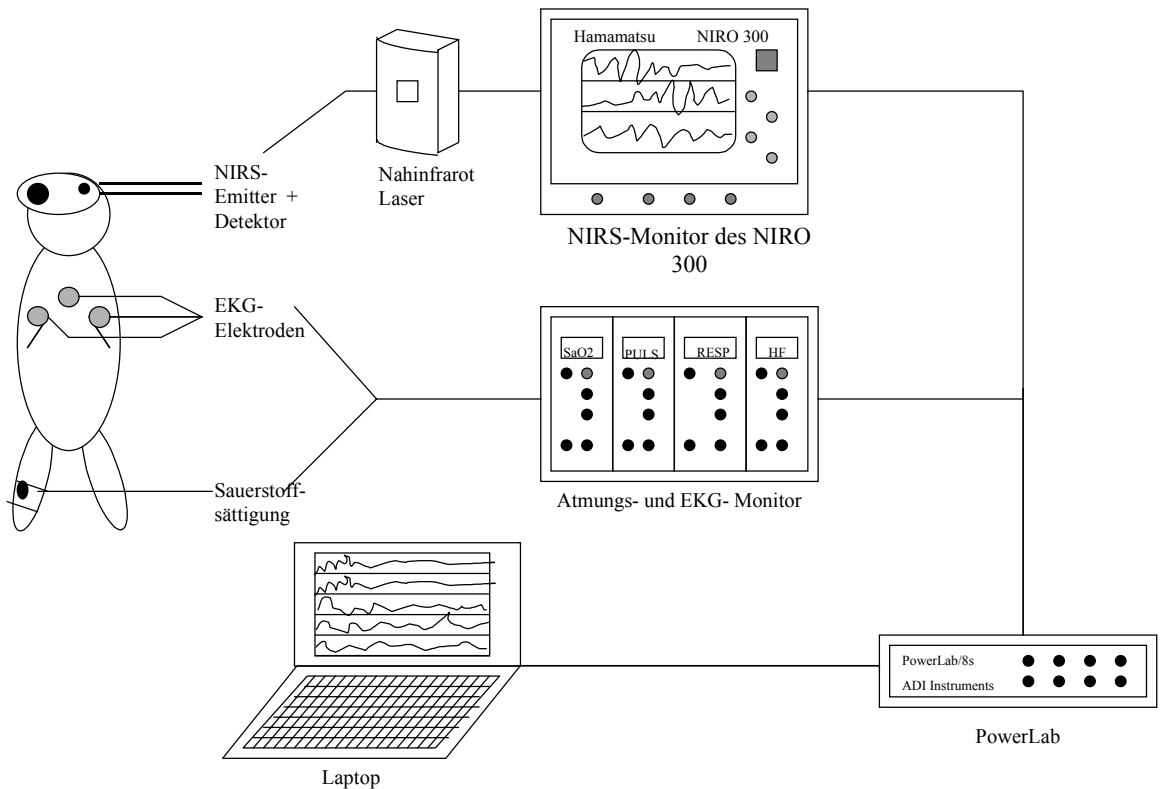 Hamamatsu NIRO 300
NIRS-
Emitter +
Detektor
Nahinfrarot
Laser
NIRS-Monitor des NIRO
300
EKG-
Elektroden
SaO2 PULS RESP HF
Atmungs- und EKG- Monitor
Sauerstoff-
sättigung
PowerLab/8s
ADI Instruments
PowerLab
Laptop